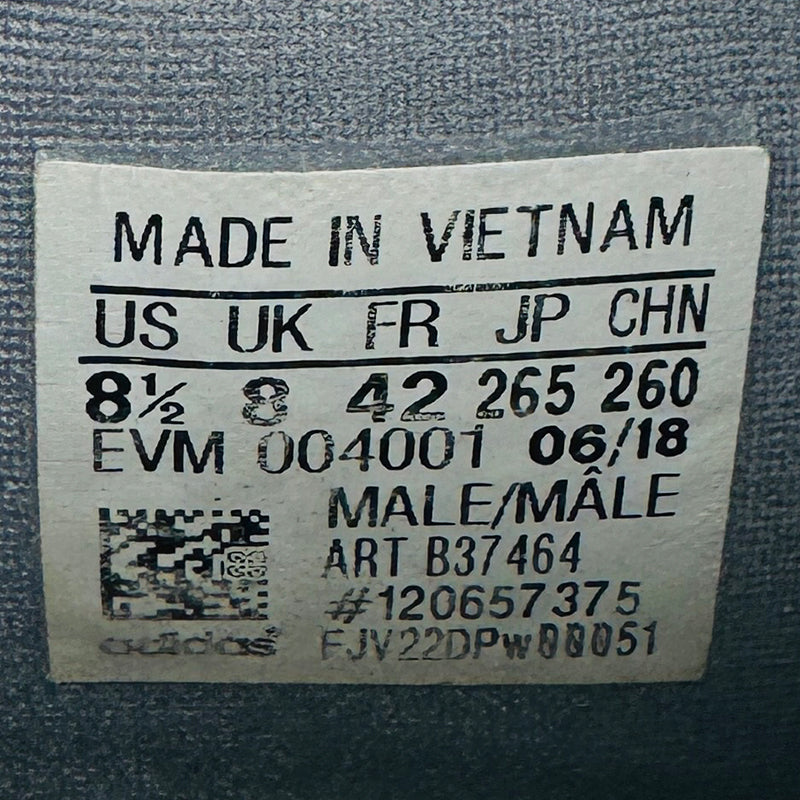 MADE IN VIETNAM
US UK FR JP CHN
8½ 8 42 265 260
EVM 004001 06/18
MALE/MÂLE
ART B37464
#120657375
adidas EJV22DPw00051